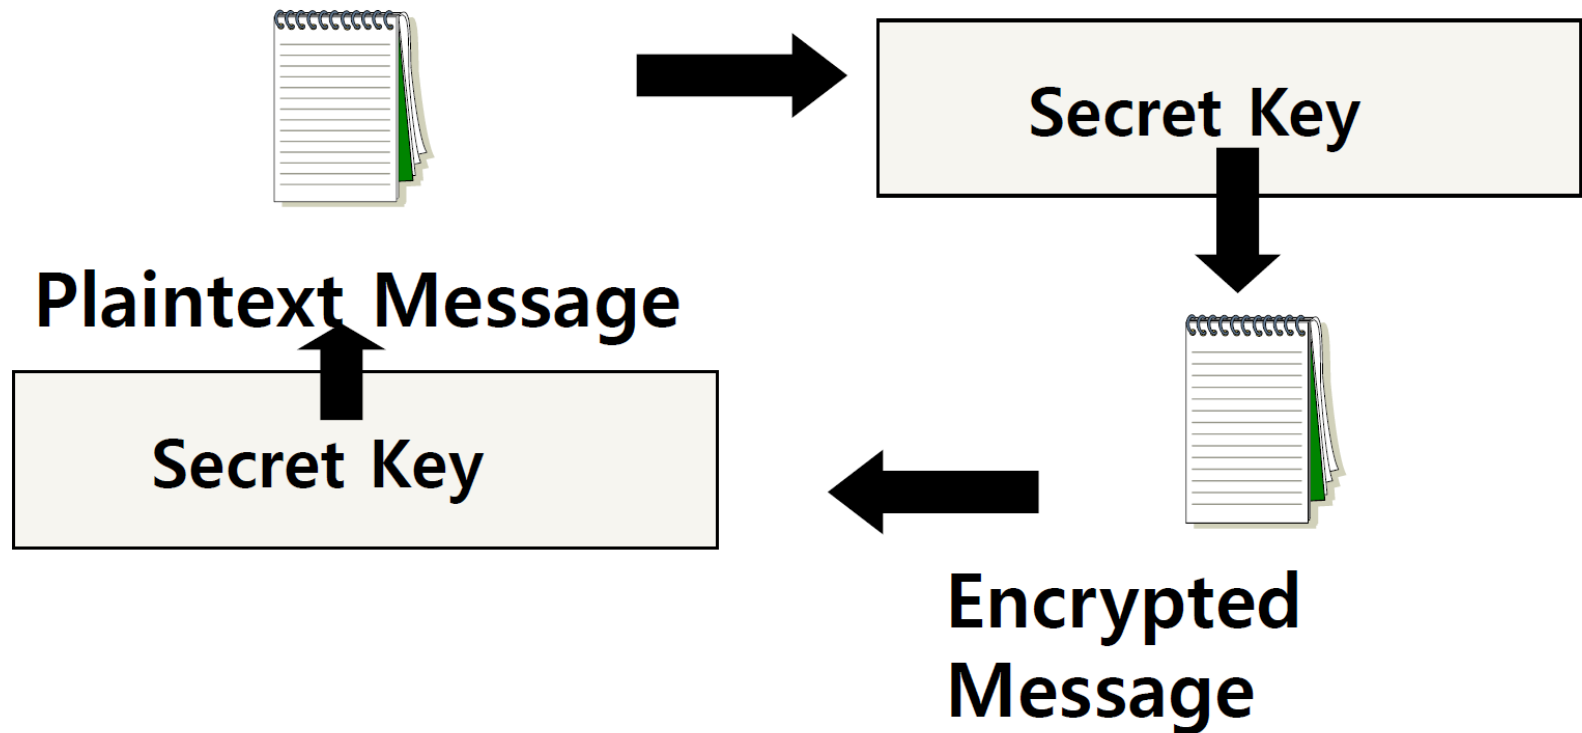 Secret Key
Plaintext Message
Secret Key
Encrypted
Message